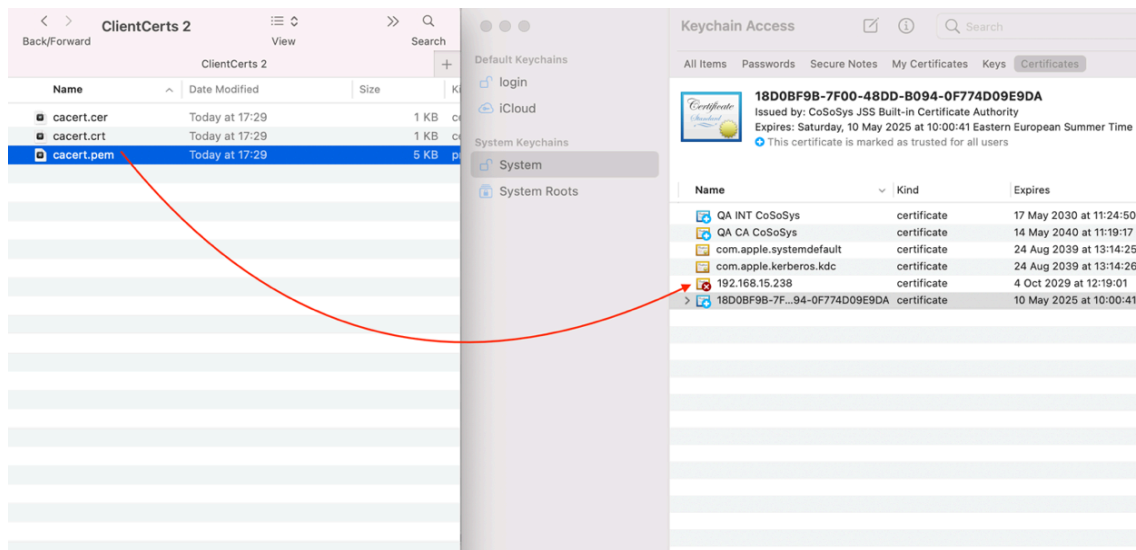 ClientCerts 2
Back/Forward
View
Search
ClientCerts 2
Name
Date Modified
Size
cacert.cer
Today at 17:29
1 KB
cacert.crt
Today at 17:29
1 KB
cacert.pem
Today at 17:29
5 KB
Default Keychains
login
iCloud
System Keychains
System
System Roots
Keychain Access
Search
All Items
Passwords
Secure Notes
My Certificates
Keys
Certificates
Certificate
Standard
18D0BF9B-7F00-48DD-B094-0F774D09E9DA
Issued by: CoSoSys JSS Built-in Certificate Authority
Expires: Saturday, 10 May 2025 at 10:00:41 Eastern European Summer Time
This certificate is marked as trusted for all users
Name
Kind
Expires
QA INT CoSoSys
certificate
17 May 2030 at 11:24:50
QA CA CoSoSys
certificate
14 May 2040 at 11:19:17
com.apple.systemdefault
certificate
24 Aug 2039 at 13:14:25
com.apple.kerberos.kdc
certificate
24 Aug 2039 at 13:14:26
192.168.15.238
certificate
4 Oct 2029 at 12:19:01
18D0BF9B-7F...94-0F774D09E9DA
certificate
10 May 2025 at 10:00:41